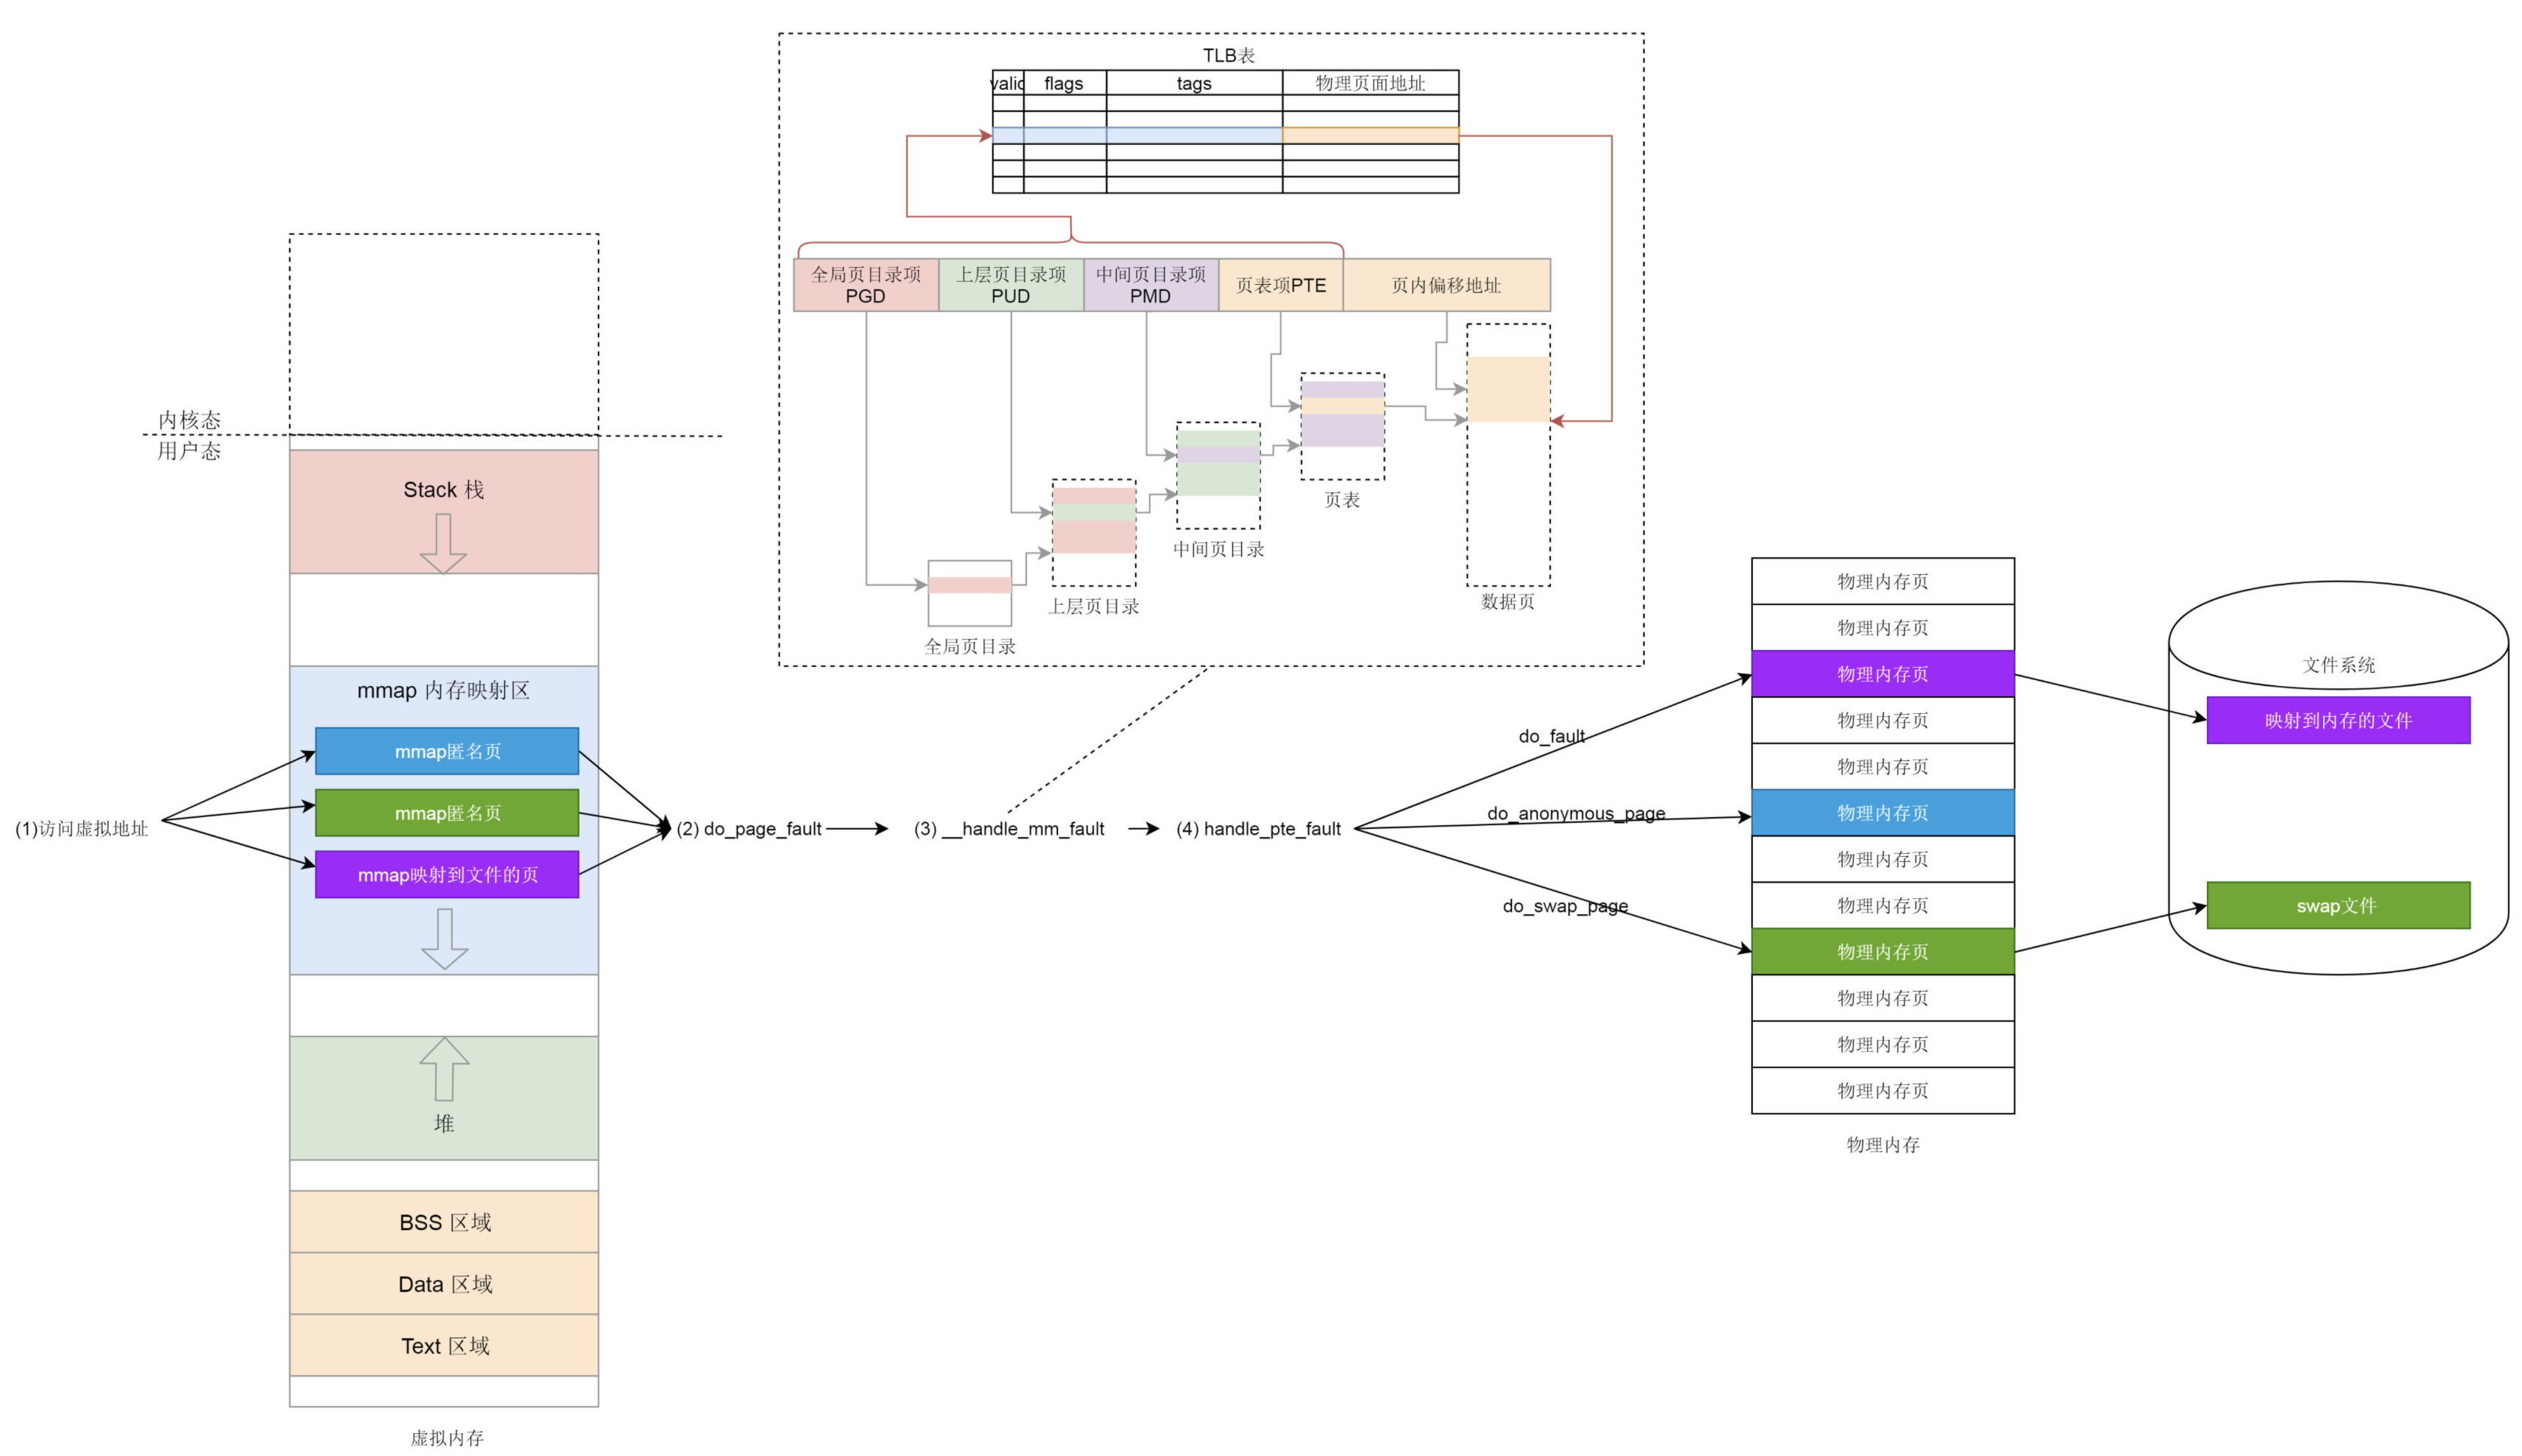 TLB表
valid
flags
tags
物理页面地址
全局页目录项
PGD
上层页目录项
PUD
中间页目录项
PMD
页表项PTE
页内偏移地址
页表
中间页目录
上层页目录
全局页目录
数据页
内核态
用户态
Stack 栈
mmap 内存映射区
mmap匿名页
mmap匿名页
mmap映射到文件的页
堆
BSS 区域
Data 区域
Text 区域
虚拟内存
(1)访问虚拟地址
(2) do_page_fault
(3) __handle_mm_fault
(4) handle_pte_fault
do_fault
do_anonymous_page
do_swap_page
物理内存页
物理内存页
物理内存页
物理内存页
物理内存页
物理内存页
物理内存页
物理内存页
物理内存页
物理内存页
物理内存页
物理内存页
物理内存
文件系统
映射到内存的文件
swap文件